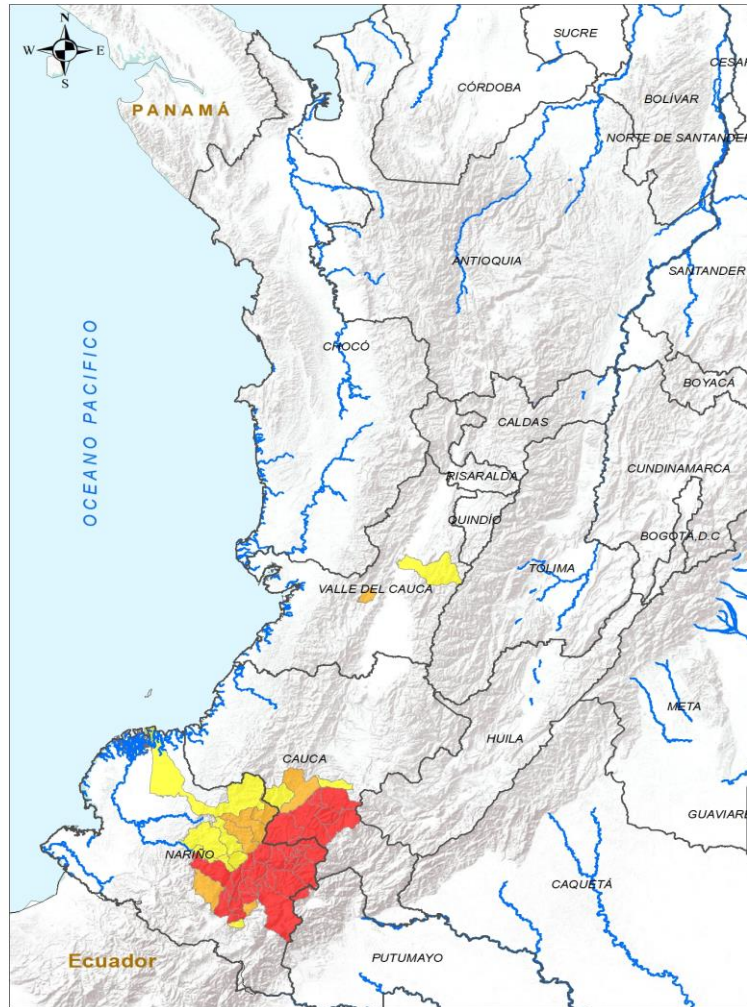 N
W E
S
SUCRE
CESAR
CÓRDOBA
BOLÍVAR
PANAMÁ
NORTE DE SANTANDER
ANTIOQUIA
SANTANDER
OCEANO PACIFICO
CHOCÓ
BOYACÁ
CALDAS
CUNDINAMARCA
RISARALDA
QUINDÍO
BOGOTÁ, D.C
TOLIMA
VALLE DEL CAUCA
META
HUILA
CAUCA
GUAVIARE
NARIÑO
CAQUETÁ
Ecuador
PUTUMAYO